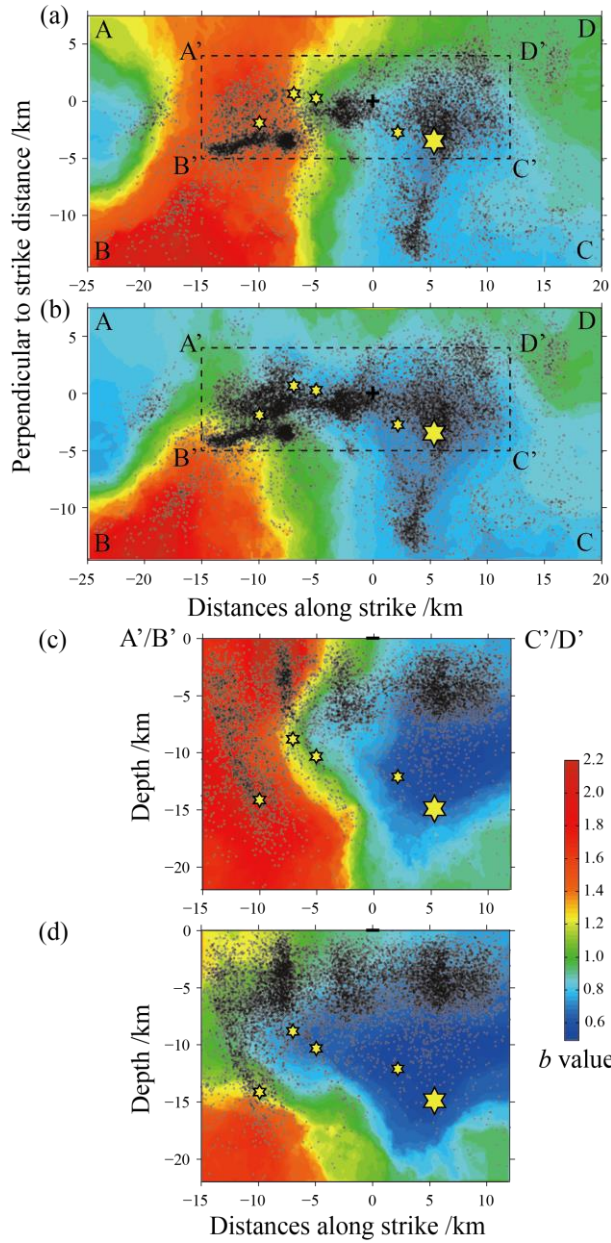 (a)
A' D' D
B' C'
B C
5
0
−5
−10
−25 −20 −15 −10 −5 0 5 10 15 20
Perpendicular to strike distance /km
(b)
A A' D' D
B' C'
B C
5
0
−5
−10
−25 −20 −15 −10 −5 0 5 10 15 20
Distances along strike /km
(c) A'/B' C'/D'
0
−5
−10
−15
−20
Depth /km
−15 −10 −5 0 5 10
(d)
0
−5
−10
−15
−20
Depth /km
−15 −10 −5 0 5 10
Distances along strike /km
2.2
2.0
1.8
1.6
1.4
1.2
1.0
0.8
0.6
b value